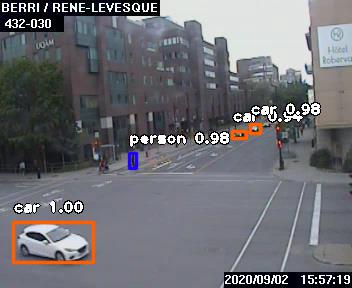 BERRI / RENE-LEVESQUE
432-030
UQAM
Hôtel
Roberval
car 0.98
car 0.94
person 0.98
car 1.00
2020/09/02 15:57:19